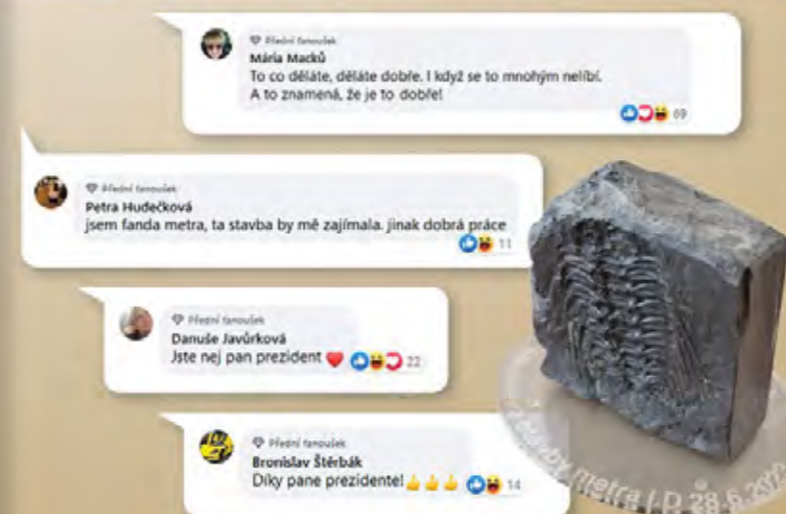 Přední fanoušek
Mária Macků
To co děláte, děláte dobře. I když se to mnohým nelíbí.
A to znamená, že je to dobře!
69
Přední fanoušek
Petra Hudečková
jsem fanda metra, ta stavba by mě zajímala. jinak dobrá práce
11
Přední fanoušek
Danuše Javůrková
Jste nej pan prezident ❤️
22
Přední fanoušek
Bronislav Štěrbák
Díky pane prezidente!👍👍👍
14
stavby metra I.D 28.6.2022